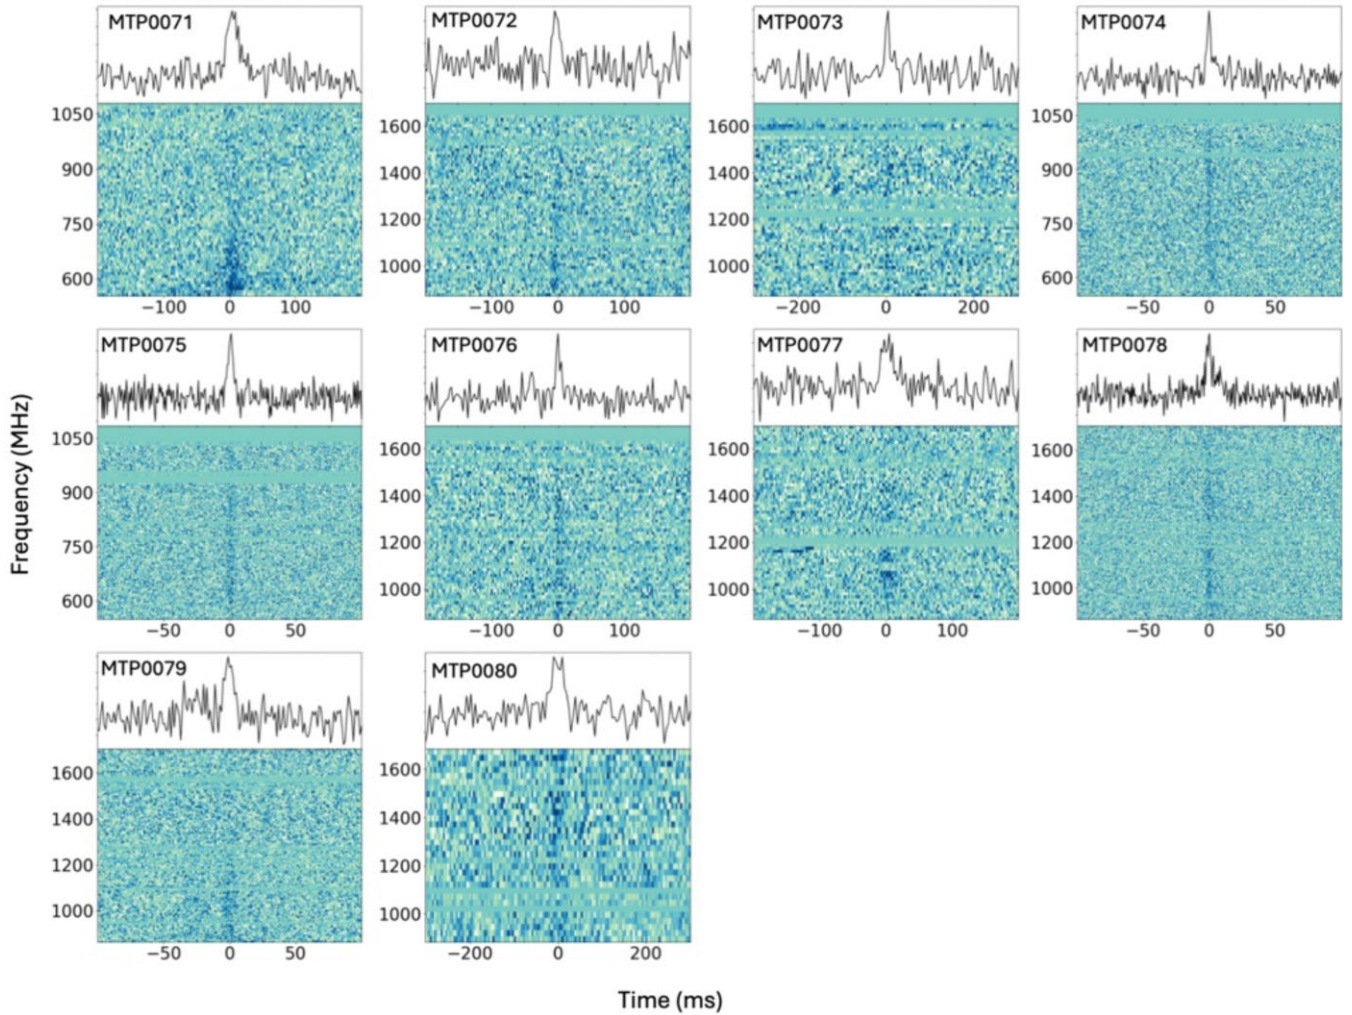 MTP0071 MTP0072 MTP0073 MTP0074
1050 1600 1600 1050
900 1400 1400 900
750 1200 1200 750
600 1000 1000 600
−100 0 100 −100 0 100 −200 0 200 −50 0 50
MTP0075 MTP0076 MTP0077 MTP0078
1050 1600 1600 1600
900 1400 1400 1400
750 1200 1200 1200
600 1000 1000 1000
−50 0 50 −100 0 100 −100 0 100 −50 0 50
Frequency (MHz)
MTP0079 MTP0080
1600 1600
1400 1400
1200 1200
1000 1000
−50 0 50 −200 0 200
Time (ms)